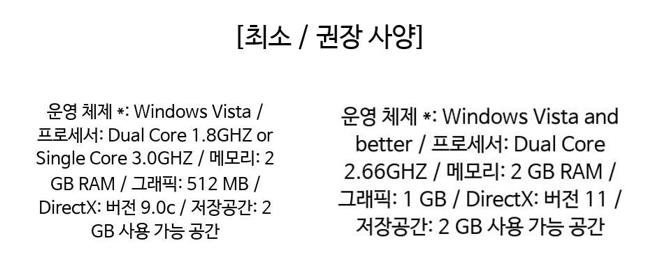 [최소 / 권장 사양]
운영 체제 *: Windows Vista /
프로세서: Dual Core 1.8GHZ or
Single Core 3.0GHZ / 메모리: 2
GB RAM / 그래픽: 512 MB /
DirectX: 버전 9.0c / 저장공간: 2
GB 사용 가능 공간
운영 체제 *: Windows Vista and
better / 프로세서: Dual Core
2.66GHZ / 메모리: 2 GB RAM /
그래픽: 1 GB / DirectX: 버전 11 /
저장공간: 2 GB 사용 가능 공간